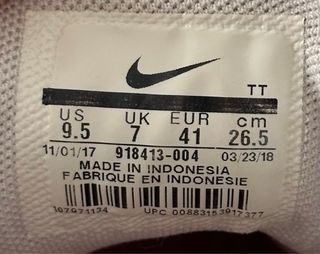 TT
US UK EUR cm
9.5 7 41 26.5
11/01/17 918413-004 03/23/18
MADE IN INDONESIA
FABRIQUE EN INDONESIE
107971134 UPC 00883153917377